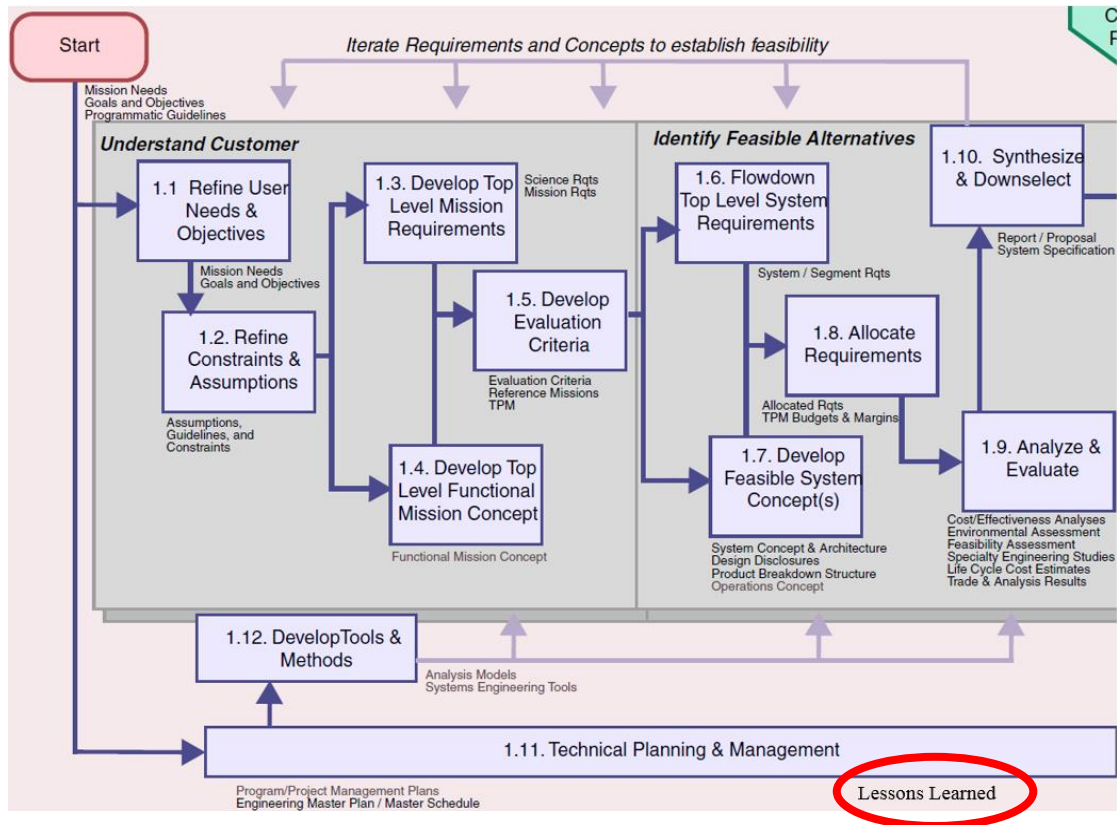 Start
C
P
Iterate Requirements and Concepts to establish feasibility
Mission Needs
Goals and Objectives
Programmatic Guidelines
Understand Customer
1.1 Refine User
Needs &
Objectives
Mission Needs
Goals and Objectives
1.2. Refine
Constraints &
Assumptions
Assumptions,
Guidelines, and
Constraints
1.3. Develop Top
Level Mission
Requirements
Science Rqts
Mission Rqts
1.4. Develop Top
Level Functional
Mission Concept
Functional Mission Concept
1.5. Develop
Evaluation
Criteria
Evaluation Criteria
Reference Missions
TPM
Identify Feasible Alternatives
1.6. Flowdown
Top Level System
Requirements
System / Segment Rqts
1.7. Develop
Feasible System
Concept(s)
System Concept & Architecture
Design Disclosures
Product Breakdown Structure
Operations Concept
1.8. Allocate
Requirements
Allocated Rqts
TPM Budgets & Margins
1.9. Analyze &
Evaluate
Cost/Effectiveness Analyses
Environmental Assessment
Feasibility Assessment
Specialty Engineering Studies
Life Cycle Cost Estimates
Trade & Analysis Results
1.10. Synthesize
& Downselect
Report / Proposal
System Specification
1.12. DevelopTools &
Methods
Analysis Models
Systems Engineering Tools
1.11. Technical Planning & Management
Program/Project Management Plans
Engineering Master Plan / Master Schedule
Lessons Learned